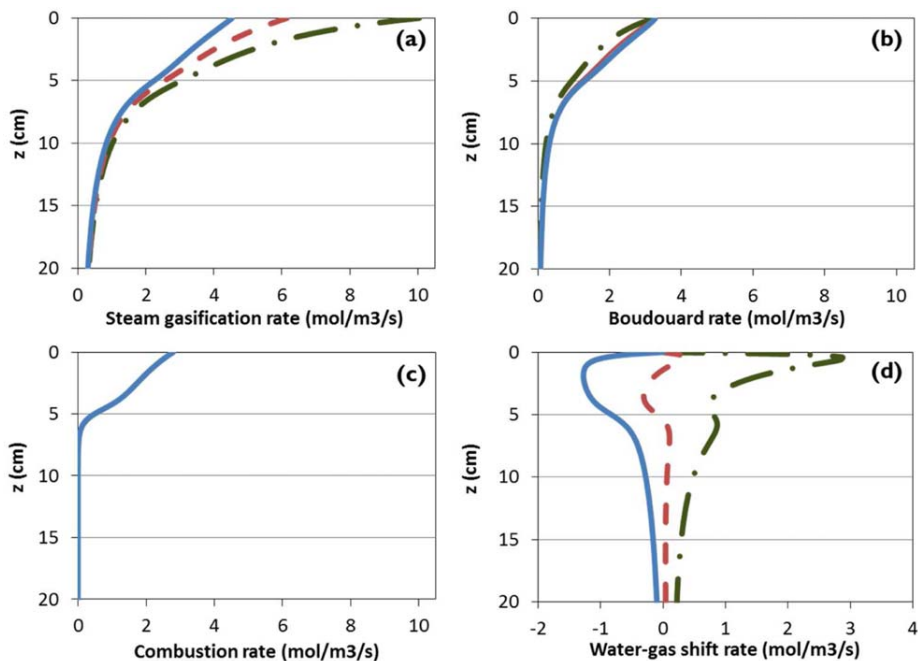 0
5
10
15
20
z (cm)
(a)
0 2 4 6 8 10
Steam gasification rate (mol/m3/s)
0
5
10
15
20
z (cm)
(b)
0 2 4 6 8 10
Boudouard rate (mol/m3/s)
0
5
10
15
20
z (cm)
(c)
0 2 4 6 8 10
Combustion rate (mol/m3/s)
0
5
10
15
20
z (cm)
(d)
-2 -1 0 1 2 3 4
Water-gas shift rate (mol/m3/s)